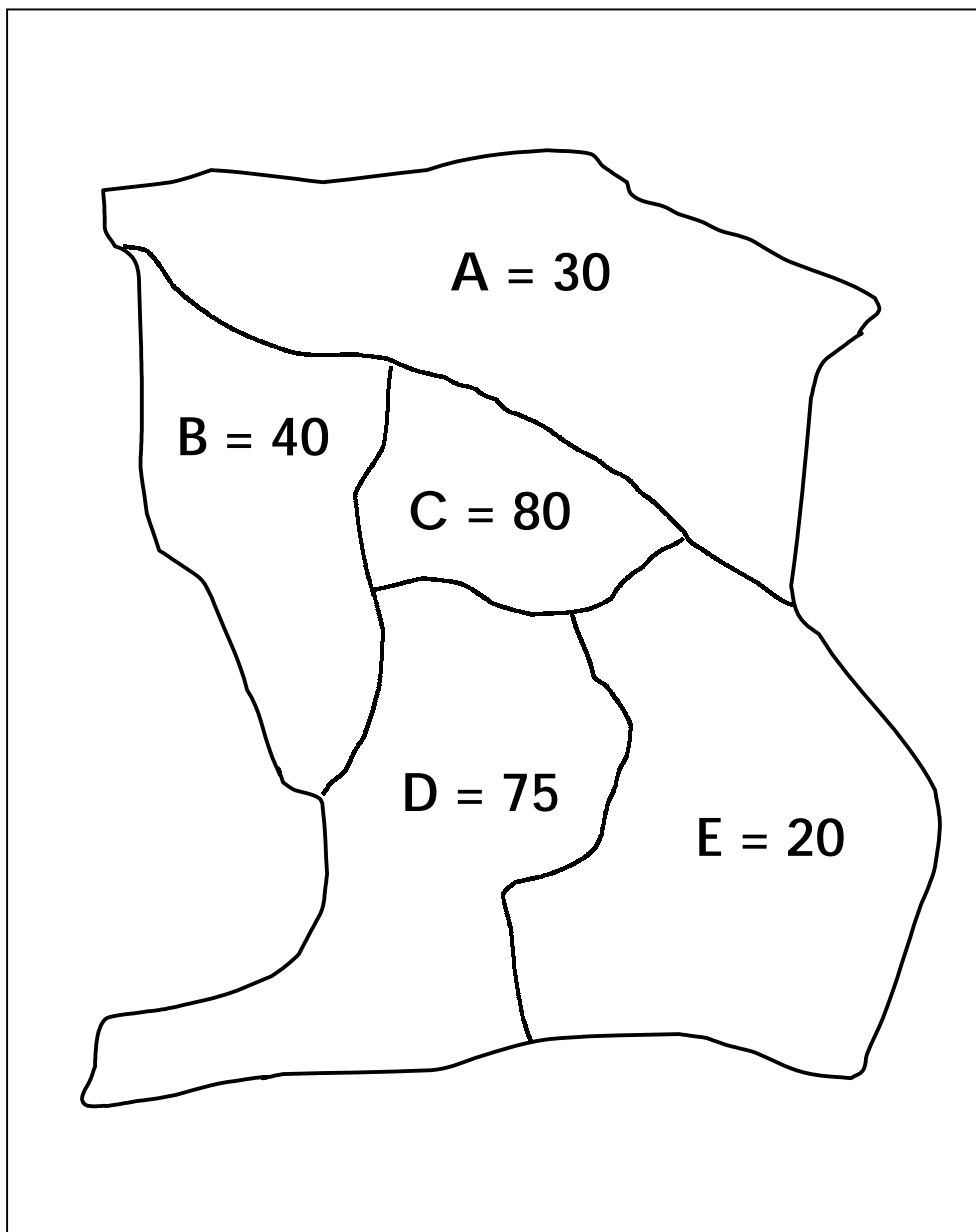 A = 30
B = 40
C = 80
D = 75
E = 20